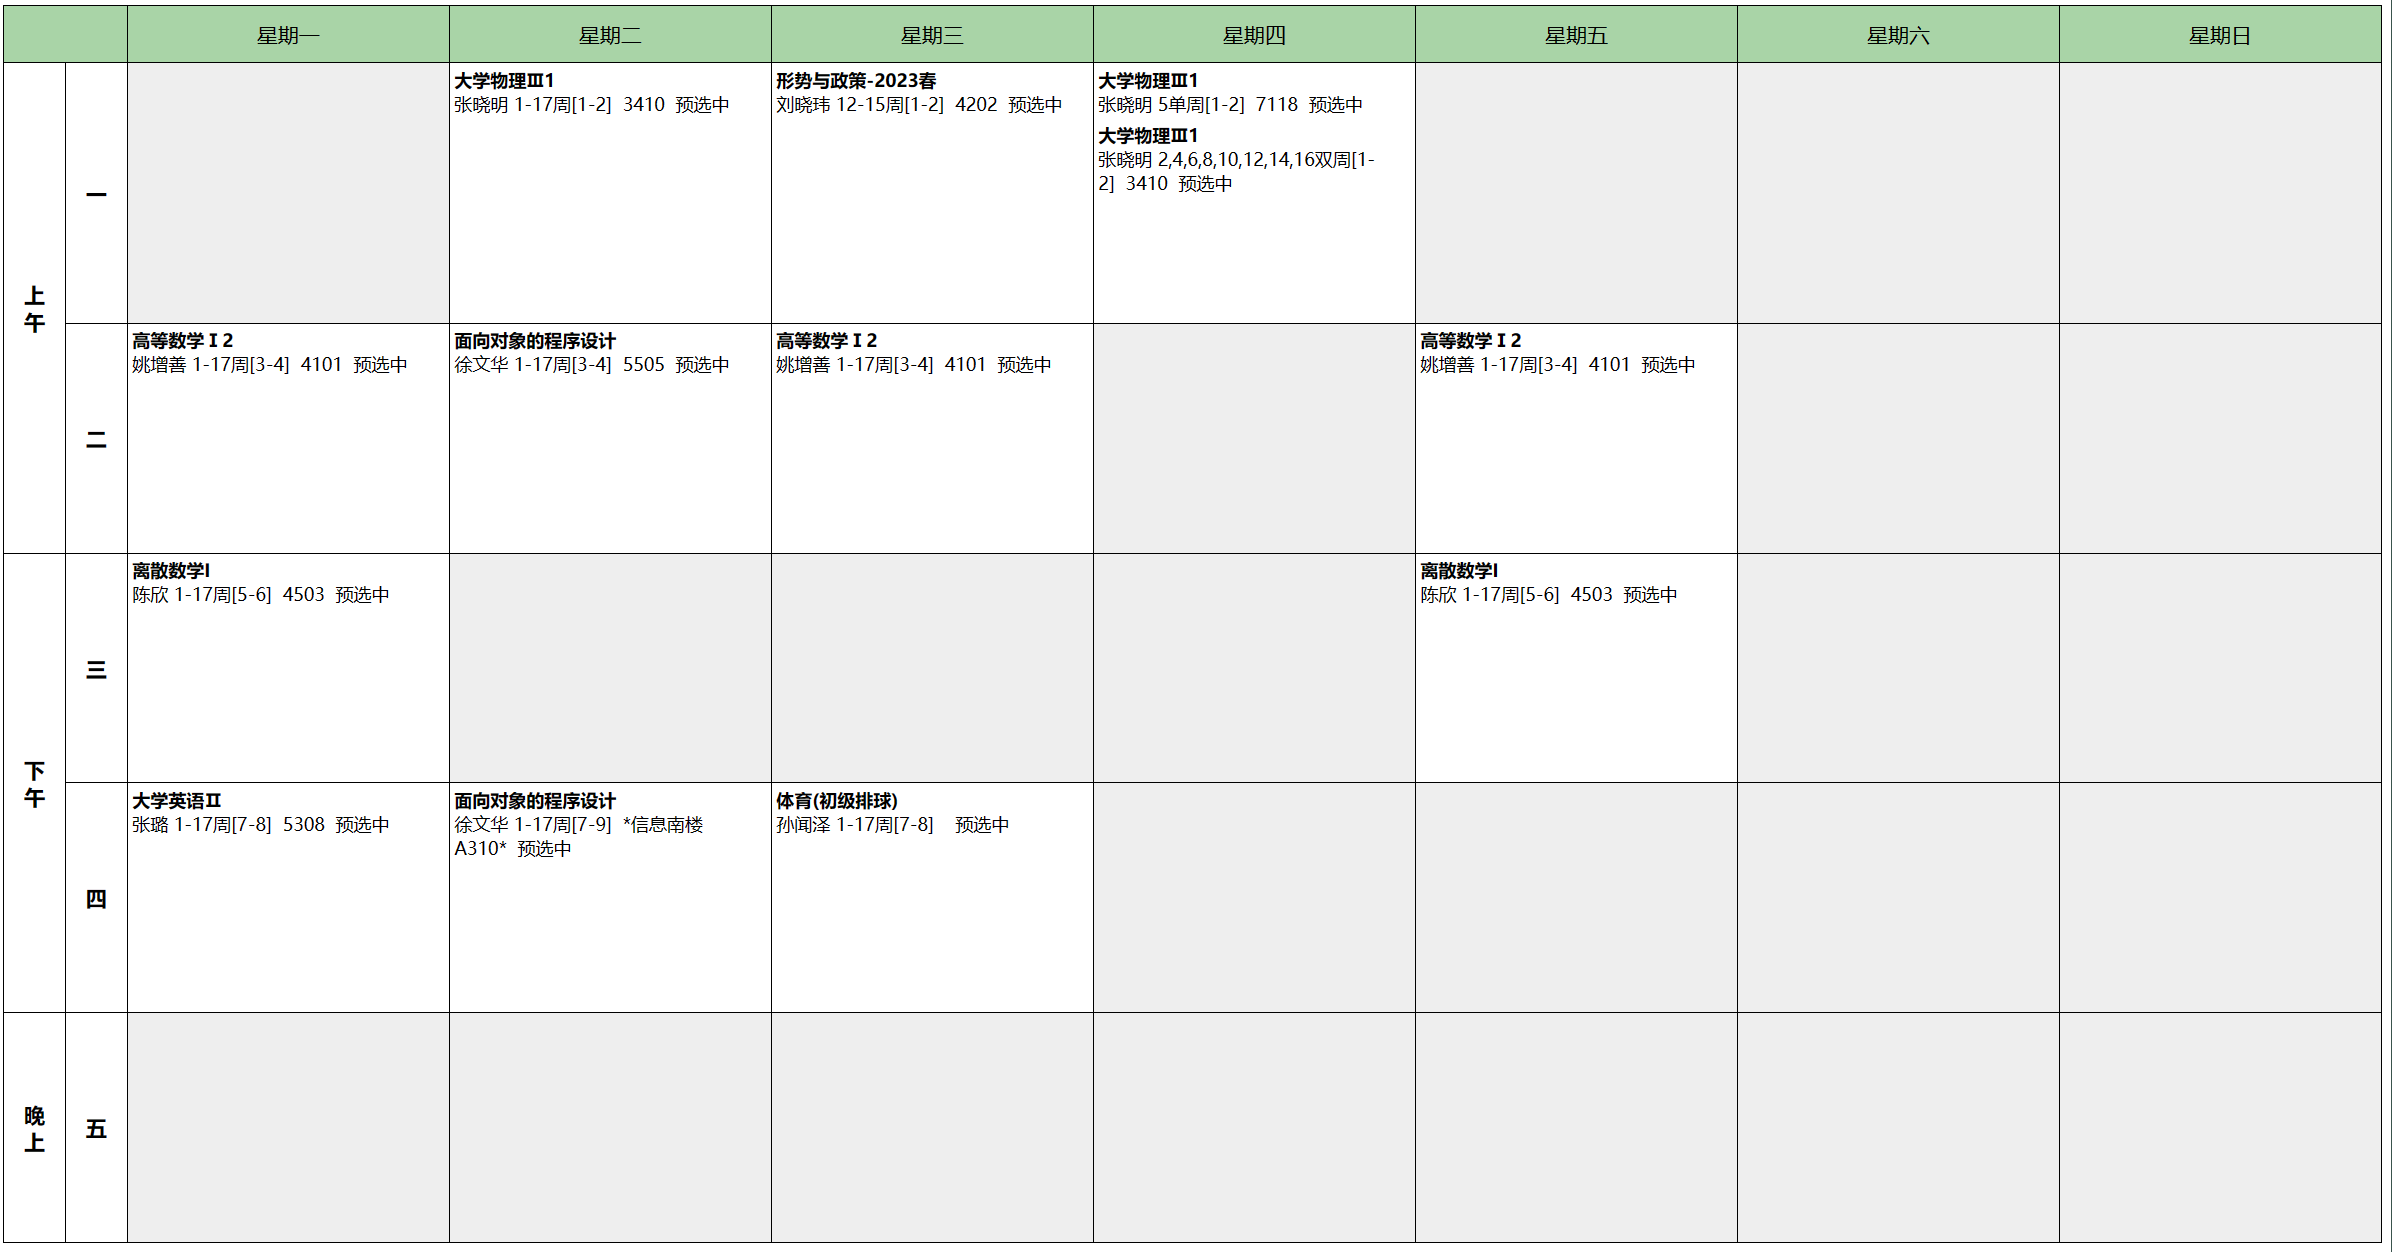 星期一 星期二 星期三 星期四 星期五 星期六 星期日
上午
一
大学物理Ⅲ1
张晓明 1-17周[1-2] 3410 预选中
形势与政策-2023春
刘晓玮 12-15周[1-2] 4202 预选中
大学物理Ⅲ1
张晓明 5单周[1-2] 7118 预选中
大学物理Ⅲ1
张晓明 2,4,6,8,10,12,14,16双周[1-
2] 3410 预选中
二
高等数学Ⅰ2
姚增善 1-17周[3-4] 4101 预选中
面向对象的程序设计
徐文华 1-17周[3-4] 5505 预选中
高等数学Ⅰ2
姚增善 1-17周[3-4] 4101 预选中
高等数学Ⅰ2
姚增善 1-17周[3-4] 4101 预选中
下午
三
离散数学I
陈欣 1-17周[5-6] 4503 预选中
离散数学I
陈欣 1-17周[5-6] 4503 预选中
四
大学英语Ⅱ
张璐 1-17周[7-8] 5308 预选中
面向对象的程序设计
徐文华 1-17周[7-9] *信息南楼
A310* 预选中
体育(初级排球)
孙闻泽 1-17周[7-8] 预选中
晚上
五